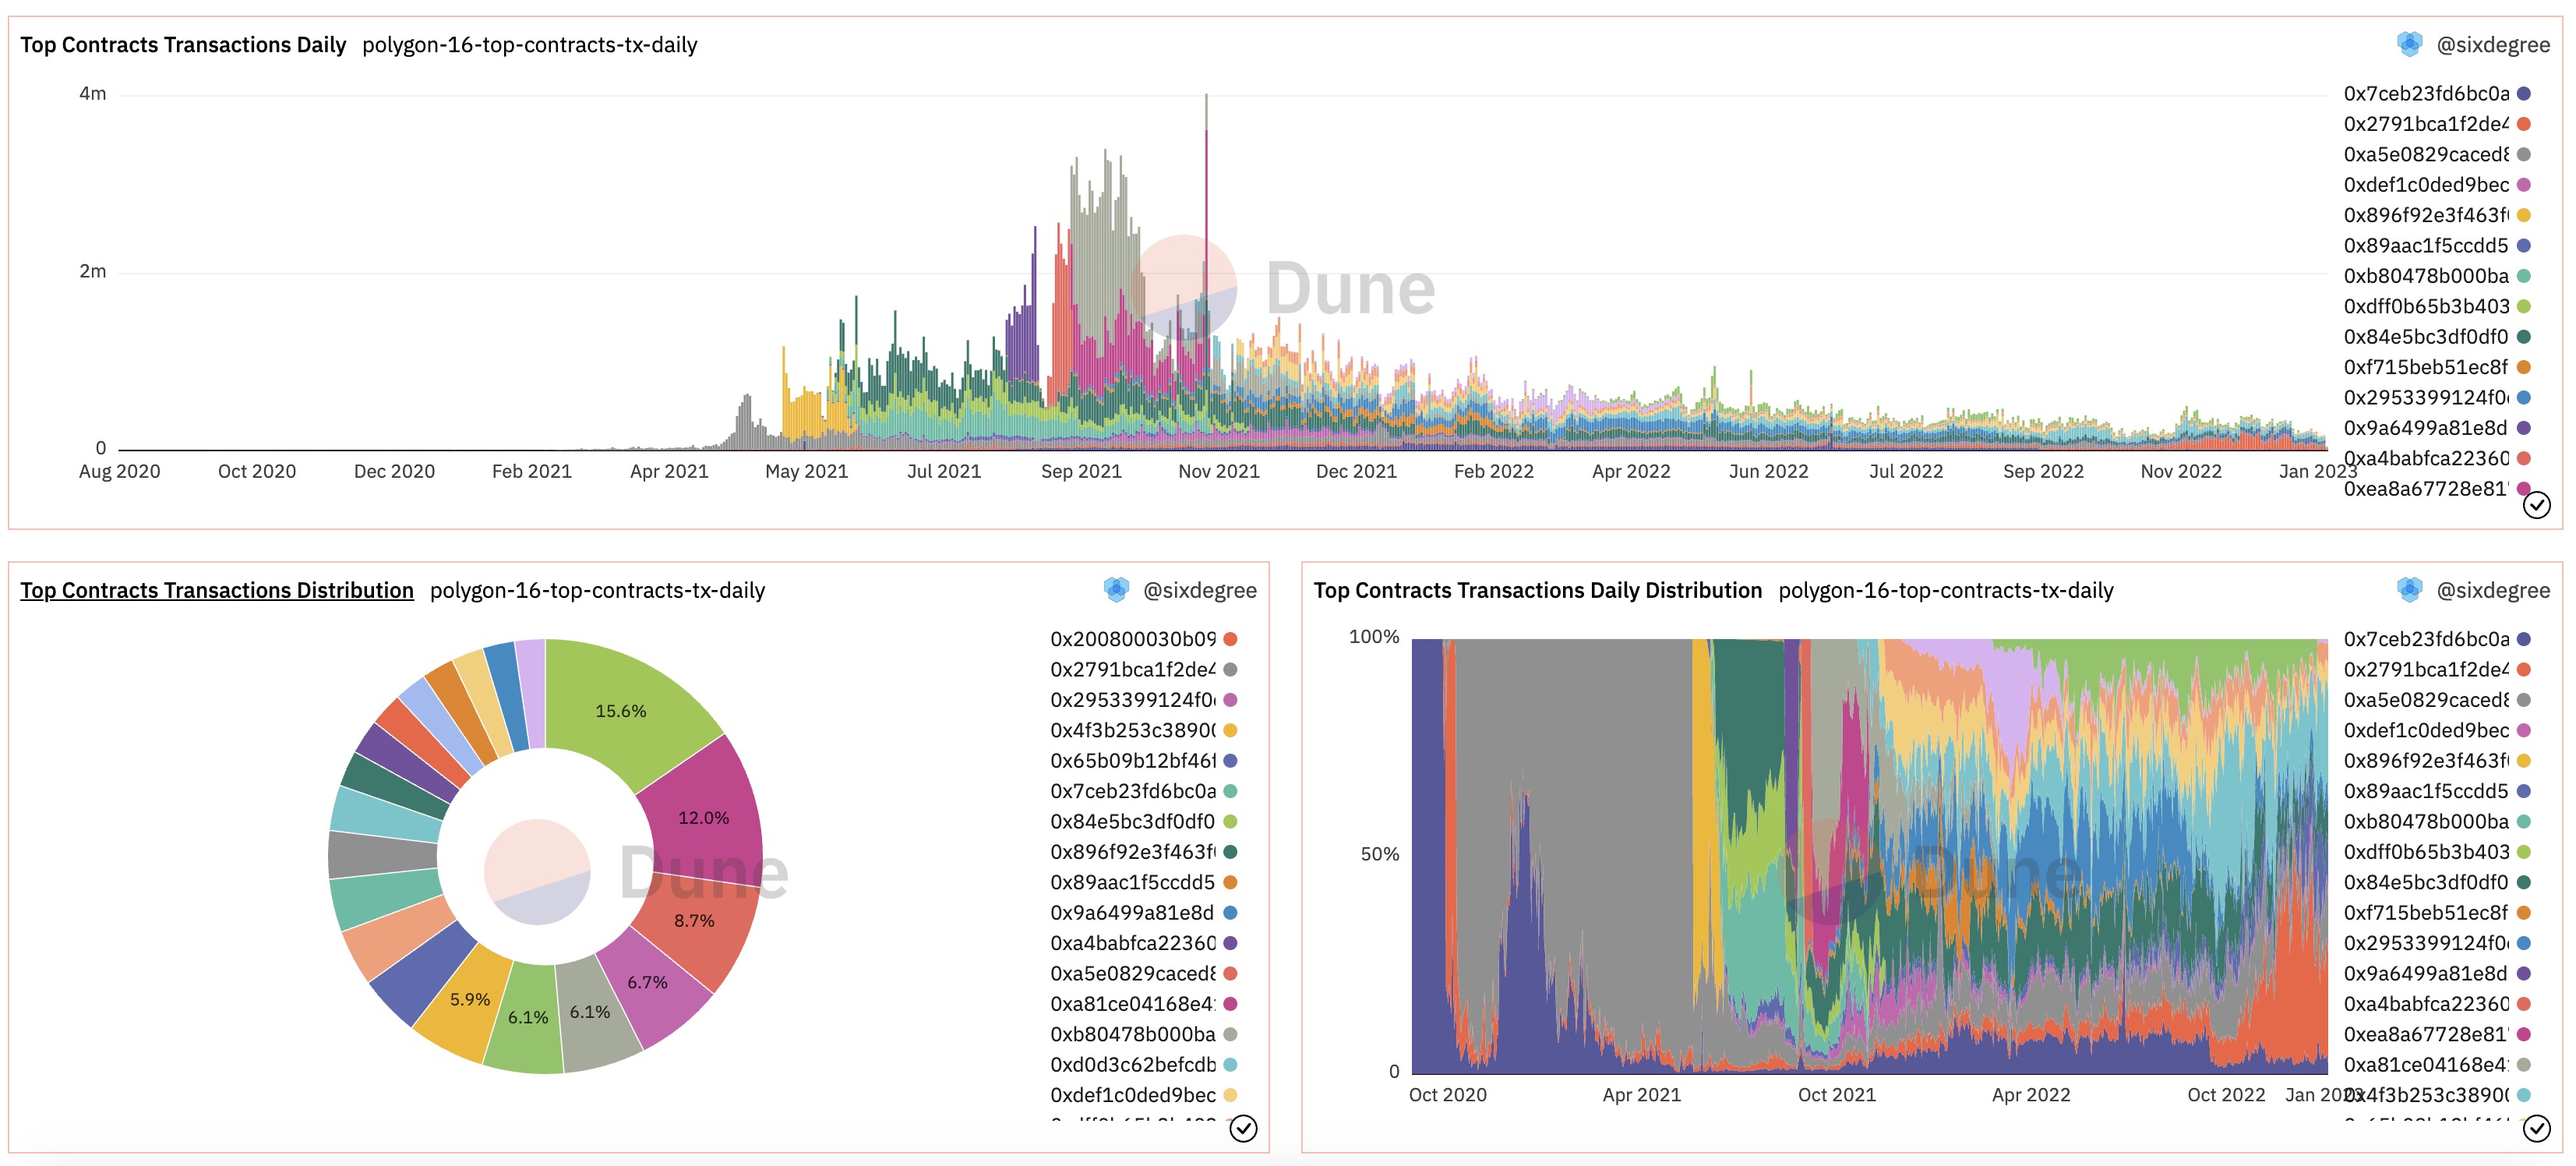 Top Contracts Transactions Daily polygon-16-top-contracts-tx-daily
@sixdegree
4m
2m
0
Aug 2020 Oct 2020 Dec 2020 Feb 2021 Apr 2021 May 2021 Jul 2021 Sep 2021 Nov 2021 Dec 2021 Feb 2022 Apr 2022 Jun 2022 Jul 2022 Sep 2022 Nov 2022 Jan 2023
Dune
0x7ceb23fd6bc0a
0x2791bca1f2de4
0xa5e0829caced8
0xdef1c0ded9bec
0x896f92e3f463f
0x89aac1f5ccdd5
0xb80478b000ba
0xdff0b65b3b403
0x84e5bc3df0df0
0xf715beb51ec8f
0x2953399124f0
0x9a6499a81e8d
0xa4babfca22360
0xea8a67728e81
Top Contracts Transactions Distribution polygon-16-top-contracts-tx-daily
@sixdegree
15.6%
12.0%
8.7%
6.7%
6.1%
6.1%
5.9%
Dune
0x200800030b09
0x2791bca1f2de4
0x2953399124f0
0x4f3b253c38900
0x65b09b12bf46f
0x7ceb23fd6bc0a
0x84e5bc3df0df0
0x896f92e3f463f
0x89aac1f5ccdd5
0x9a6499a81e8d
0xa4babfca22360
0xa5e0829caced8
0xa81ce04168e4
0xb80478b000ba
0xd0d3c62befcdb
0xdef1c0ded9bec
Top Contracts Transactions Daily Distribution polygon-16-top-contracts-tx-daily
@sixdegree
100%
50%
0
Oct 2020 Apr 2021 Oct 2021 Apr 2022 Oct 2022 Jan 2023
Dune
0x7ceb23fd6bc0a
0x2791bca1f2de4
0xa5e0829caced8
0xdef1c0ded9bec
0x896f92e3f463f
0x89aac1f5ccdd5
0xb80478b000ba
0xdff0b65b3b403
0x84e5bc3df0df0
0xf715beb51ec8f
0x2953399124f0
0x9a6499a81e8d
0xa4babfca22360
0xea8a67728e81
0xa81ce04168e4
0x4f3b253c38900